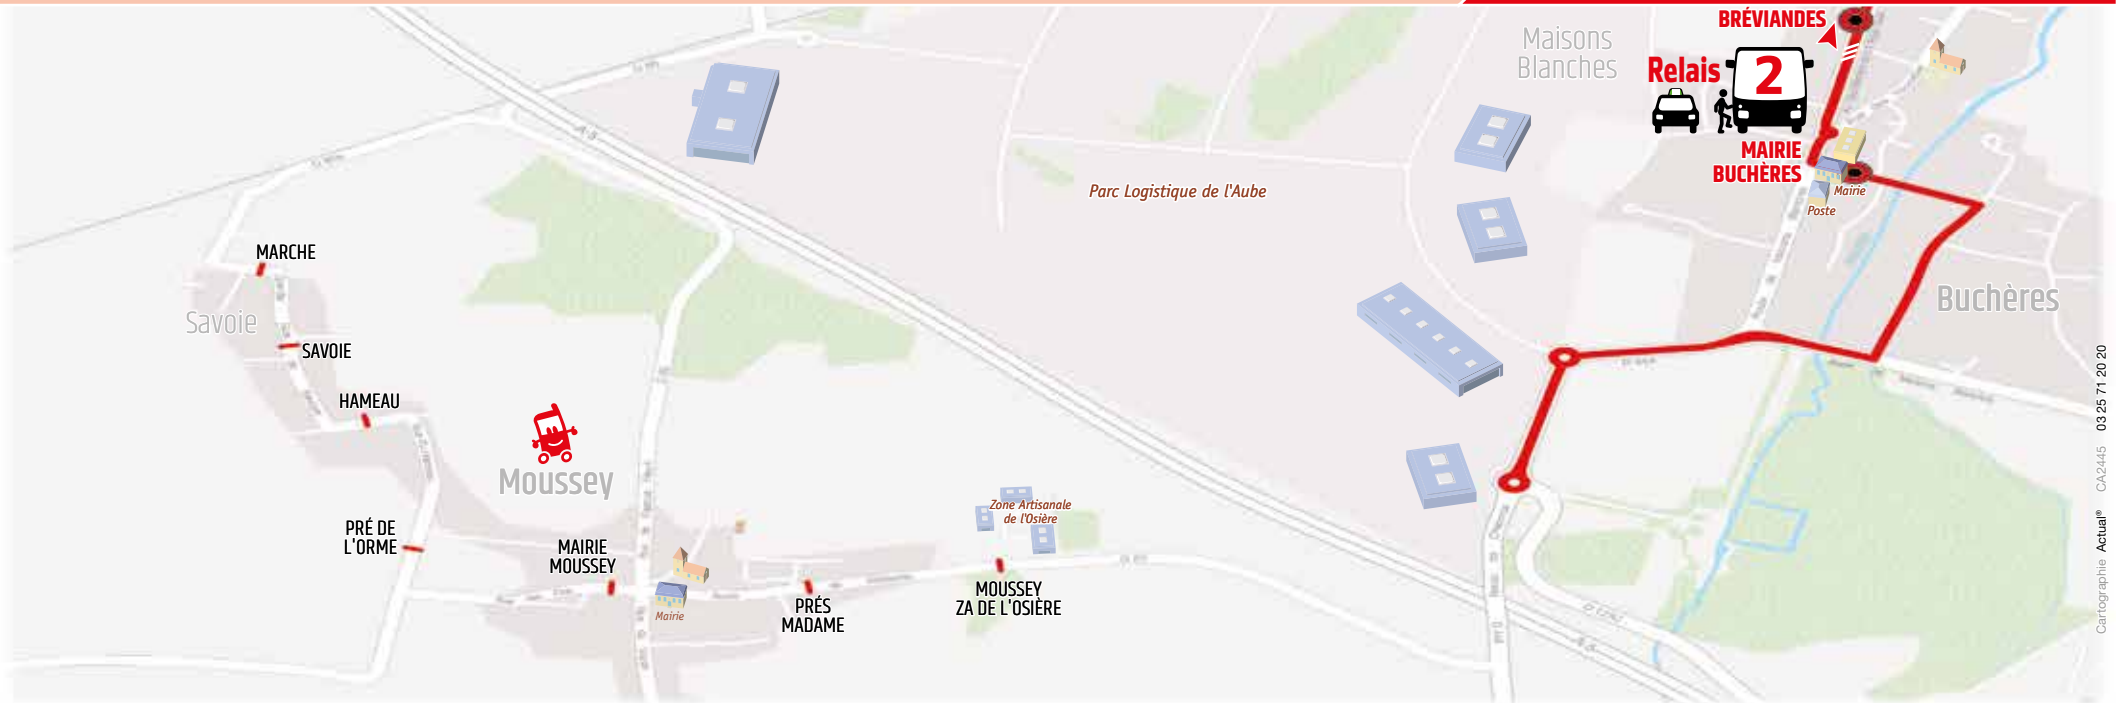 BRÉVIANDES
Maisons
Blanches
Relais
2
MAIRIE
BUCHÈRES
Mairie
Poste
Parc Logistique de l'Aube
MARCHE
Savoie
SAVOIE
HAMEAU
Buchères
Moussey
PRÉ DE
L'ORME
MAIRIE
MOUSSEY
Mairie
PRÉS
MADAME
Zone Artisanale
de l'Osière
MOUSSEY
ZA DE L'OSIÈRE
A 5
Cartographie Actual® CA2445 03 25 71 20 20